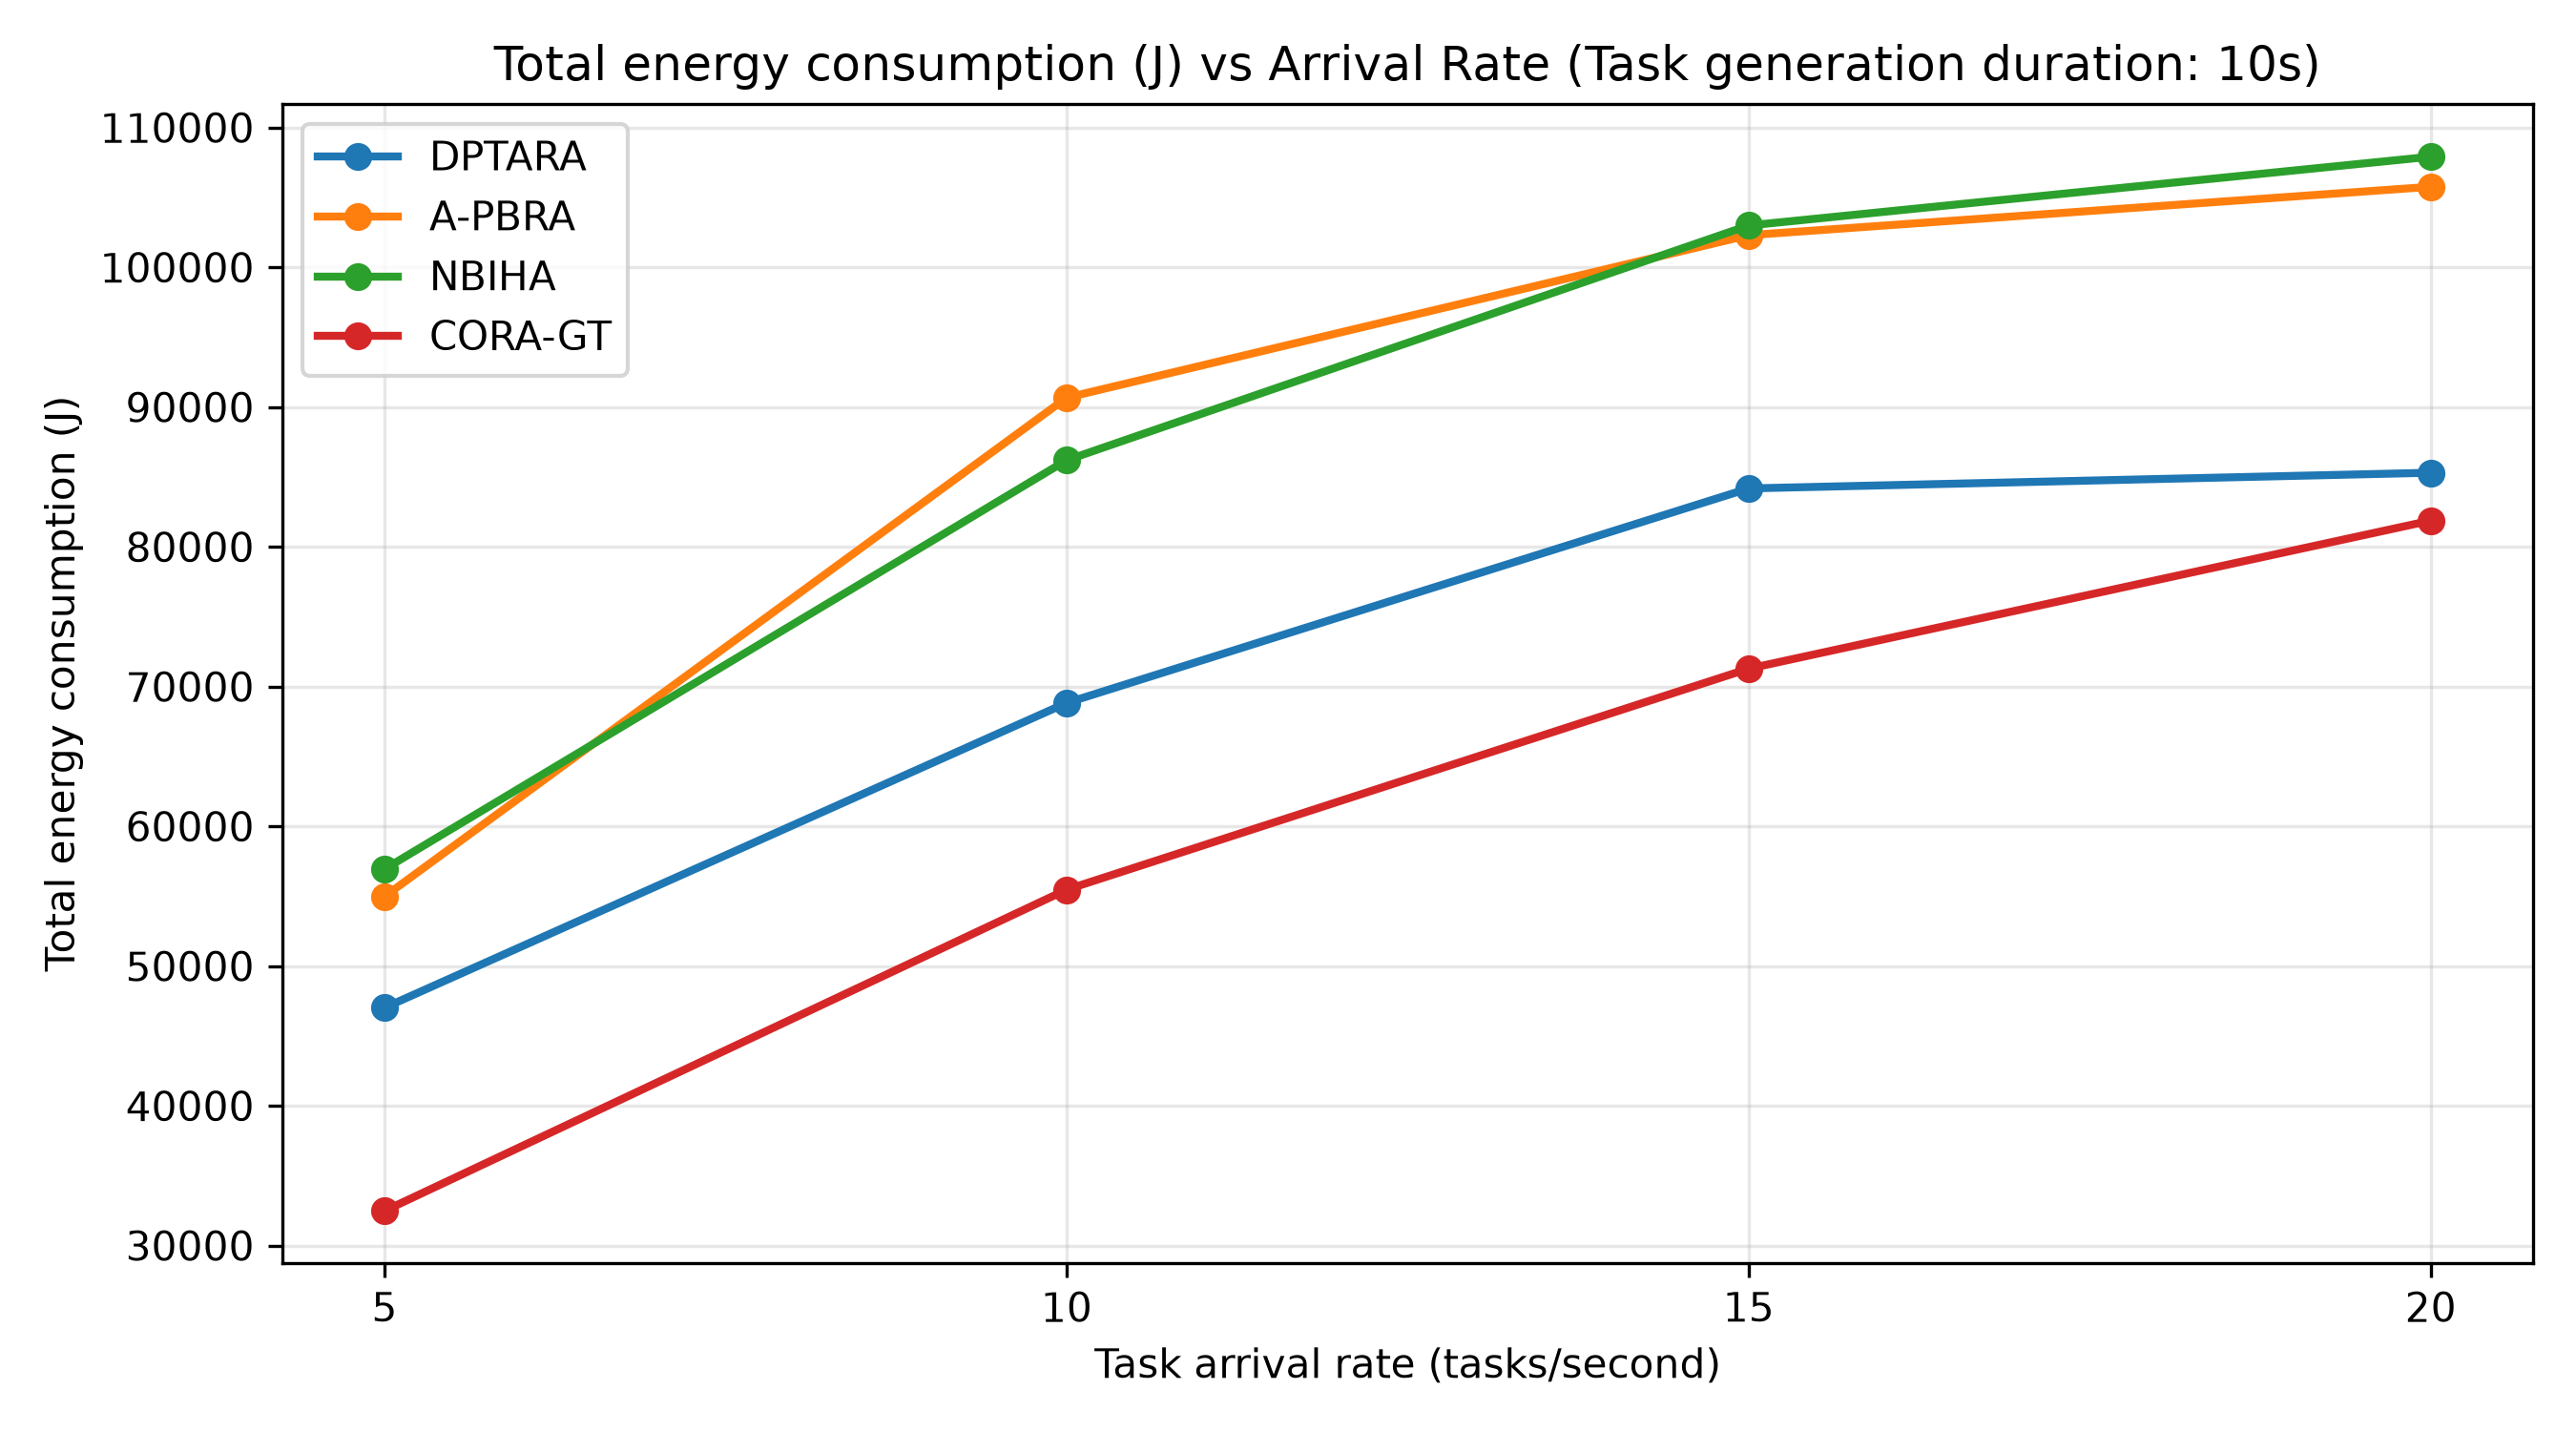 Total energy consumption (J) vs Arrival Rate (Task generation duration: 10s)
110000
100000
90000
80000
70000
60000
50000
40000
30000
Total energy consumption (J)
DPTARA
A-PBRA
NBIHA
CORA-GT
5 10 15 20
Task arrival rate (tasks/second)